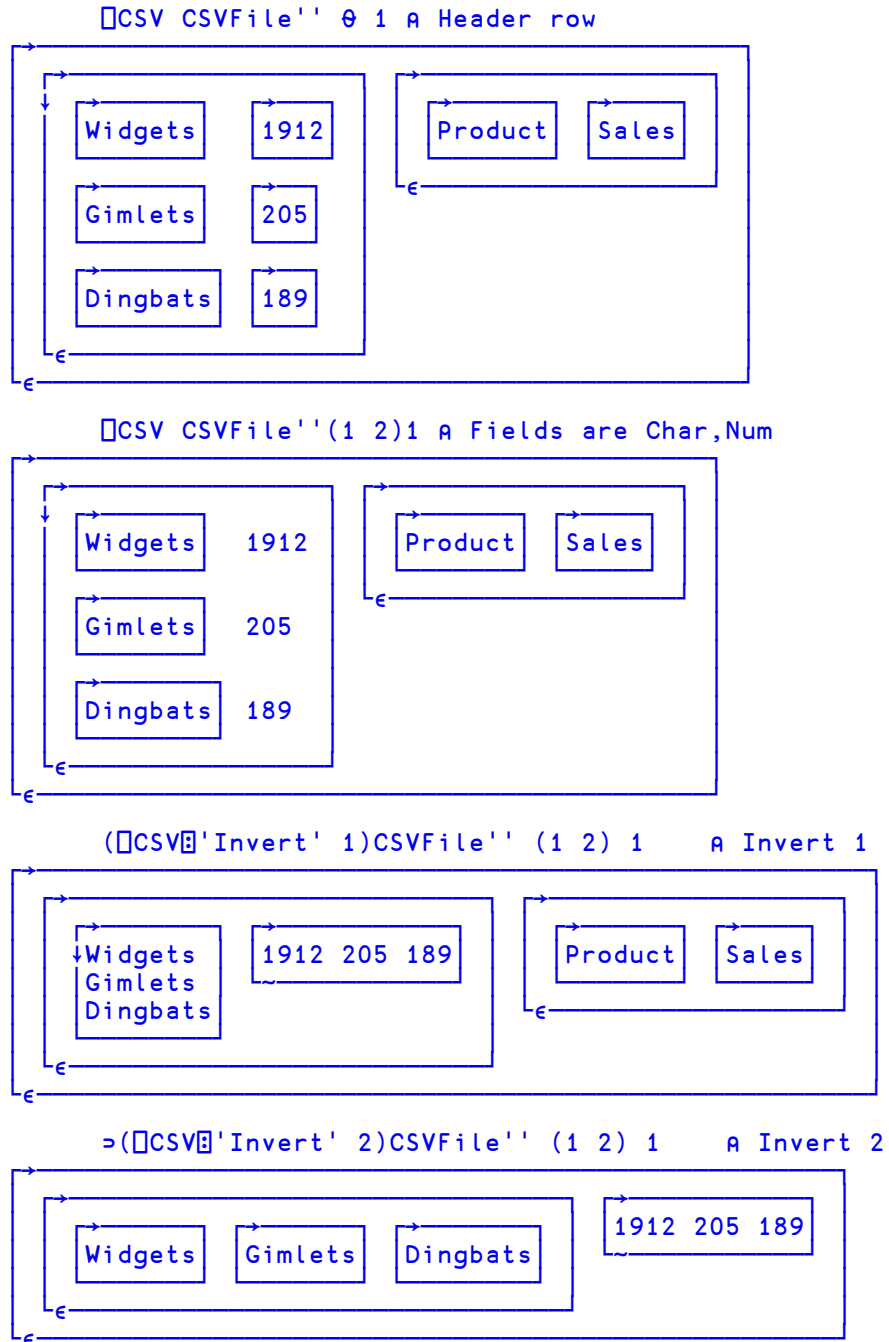 ⎕CSV CSVFile'' ⍬ 1 ⍝ Header row
Widgets 1912 Product Sales
Gimlets 205
Dingbats 189
⎕CSV CSVFile''(1 2)1 ⍝ Fields are Char,Num
Widgets 1912 Product Sales
Gimlets 205
Dingbats 189
(⎕CSV⍠'Invert' 1)CSVFile'' (1 2) 1 ⍝ Invert 1
Widgets 1912 205 189 Product Sales
Gimlets
Dingbats
⊃(⎕CSV⍠'Invert' 2)CSVFile'' (1 2) 1 ⍝ Invert 2
1912 205 189
Widgets Gimlets Dingbats